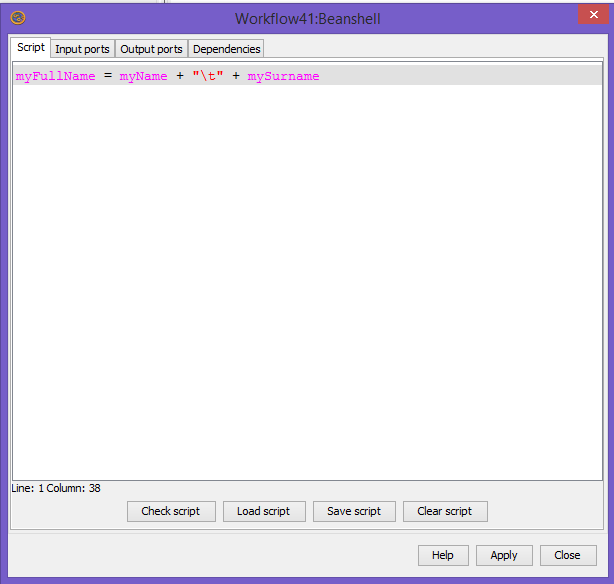 Workflow41:Beanshell
Script Input ports Output ports Dependencies
myFullName = myName + "\t" + mySurname
Line: 1 Column: 38
Check script Load script Save script Clear script
Help Apply Close